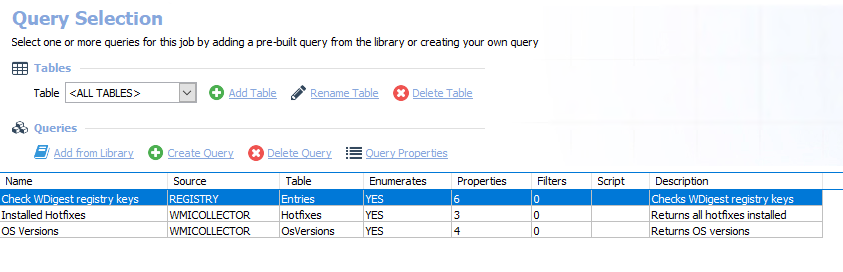 Query Selection
Select one or more queries for this job by adding a pre-built query from the library or creating your own query
Tables
Table <ALL TABLES> Add Table Rename Table Delete Table
Queries
Add from Library Create Query Delete Query Query Properties
Name Source Table Enumerates Properties Filters Script Description
Check WDigest registry keys REGISTRY Entries YES 6 0 Checks WDigest registry keys
Installed Hotfixes WMICOLLECTOR Hotfixes YES 3 0 Returns all hotfixes installed
OS Versions WMICOLLECTOR OsVersions YES 4 0 Returns OS versions